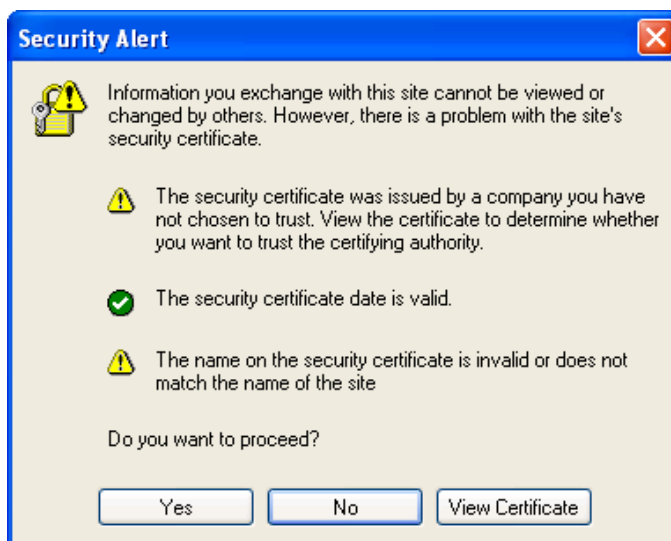 Security Alert
Information you exchange with this site cannot be viewed or
changed by others. However, there is a problem with the site's
security certificate.
The security certificate was issued by a company you have
not chosen to trust. View the certificate to determine whether
you want to trust the certifying authority.
The security certificate date is valid.
The name on the security certificate is invalid or does not
match the name of the site
Do you want to proceed?
Yes
No
View Certificate